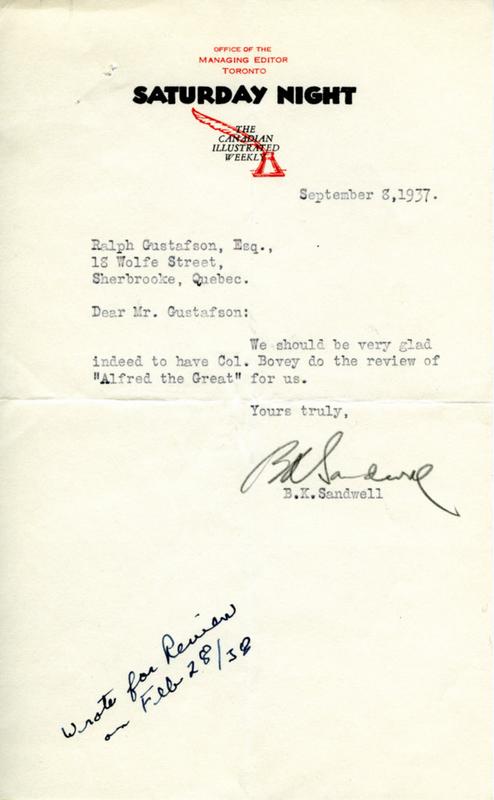 OFFICE OF THE
MANAGING EDITOR
TORONTO
SATURDAY NIGHT
THE
CANADIAN
ILLUSTRATED
WEEKLY
September 8,1937.
Ralph Gustafson, Esq.,
18 Wolfe Street,
Sherbrooke, Quebec.
Dear Mr. Gustafson:
We should be very glad
indeed to have Col. Bovey do the review of
"Alfred the Great" for us.
Yours truly,
BK Sandwell
B.K.Sandwell
Wrote for Review
on Feb 28/38